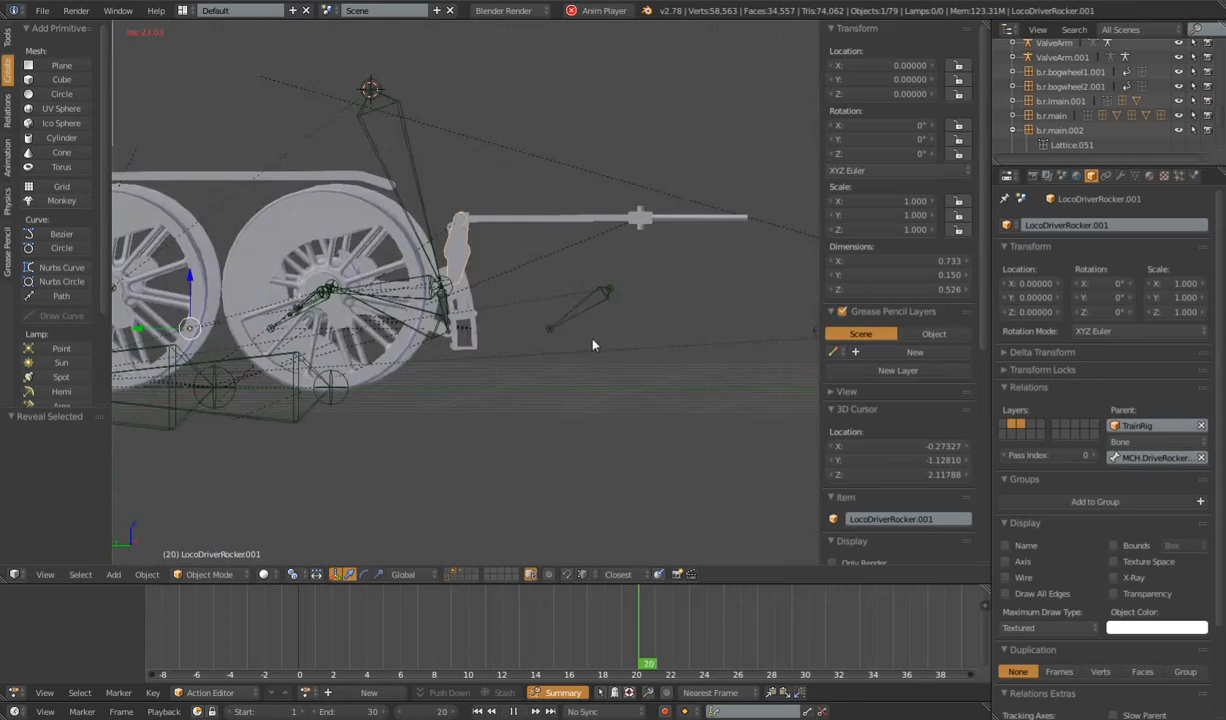 File Render Window Help Default Scene Blender Render Anim Player v2.78 | Verts:58,563 | Faces:34,557 | Tris:74,062 | Objects:1/79 | Lamps:0/0 | Mem:123.31M | LocoDriverRocker.001
Tools
Create
Relations
Animation
Physics
Grease Pencil
Add Primitive
Mesh:
Plane
Cube
Circle
UV Sphere
Ico Sphere
Cylinder
Cone
Torus
Grid
Monkey
Curve:
Bezier
Circle
Nurbs Curve
Nurbs Circle
Path
Draw Curve
Lamp:
Point
Sun
Spot
Hemi
Area
Reveal Selected
(20) LocoDriverRocker.001
View Select Add Object Object Mode Global Closest
Transform
Location:
X: 0.00000
Y: 0.00000
Z: 0.00000
Rotation:
X: 0°
Y: 0°
Z: 0°
XYZ Euler
Scale:
X: 1.000
Y: 1.000
Z: 1.000
Dimensions:
X: 0.733
Y: 0.150
Z: 0.526
Grease Pencil Layers
Scene Object
New
New Layer
View
3D Cursor
Location:
X: -0.27327
Y: -1.12810
Z: 2.11788
Item
LocoDriverRocker.001
Display
Only Render
View Search All Scenes
ValveArm
ValveArm.001
b.r.bogwheel1.001
b.r.bogwheel2.001
b.r.lmain.001
b.r.main
b.r.main.002
Lattice.051
LocoDriverRocker.001
LocoDriverRocker.001
Transform
Location: Rotation: Scale:
X: 0.00000 X: 0° X: 1.000
Y: 0.00000 Y: 0° Y: 1.000
Z: 0.00000 Z: 0° Z: 1.000
Rotation Mode: XYZ Euler
Delta Transform
Transform Locks
Relations
Layers: Parent:
TrainRig
Bone
Pass Index: 0 MCH.DriveRocker...
Groups
Add to Group
Display
Name Bounds Box
Axis Texture Space
Wire X-Ray
Draw All Edges Transparency
Maximum Draw Type: Object Color:
Textured
Duplication
None Frames Verts Faces Group
Relations Extras
Tracking Axes: Slow Parent
-8 -6 -4 -2 0 2 4 6 8 10 12 14 16 18 20 22 24 26 28 30 32 34 36 38
20
View Select Marker Key Action Editor New Push Down Stash Summary Nearest Frame
View Marker Frame Playback Start: 1 End: 30 20 No Sync